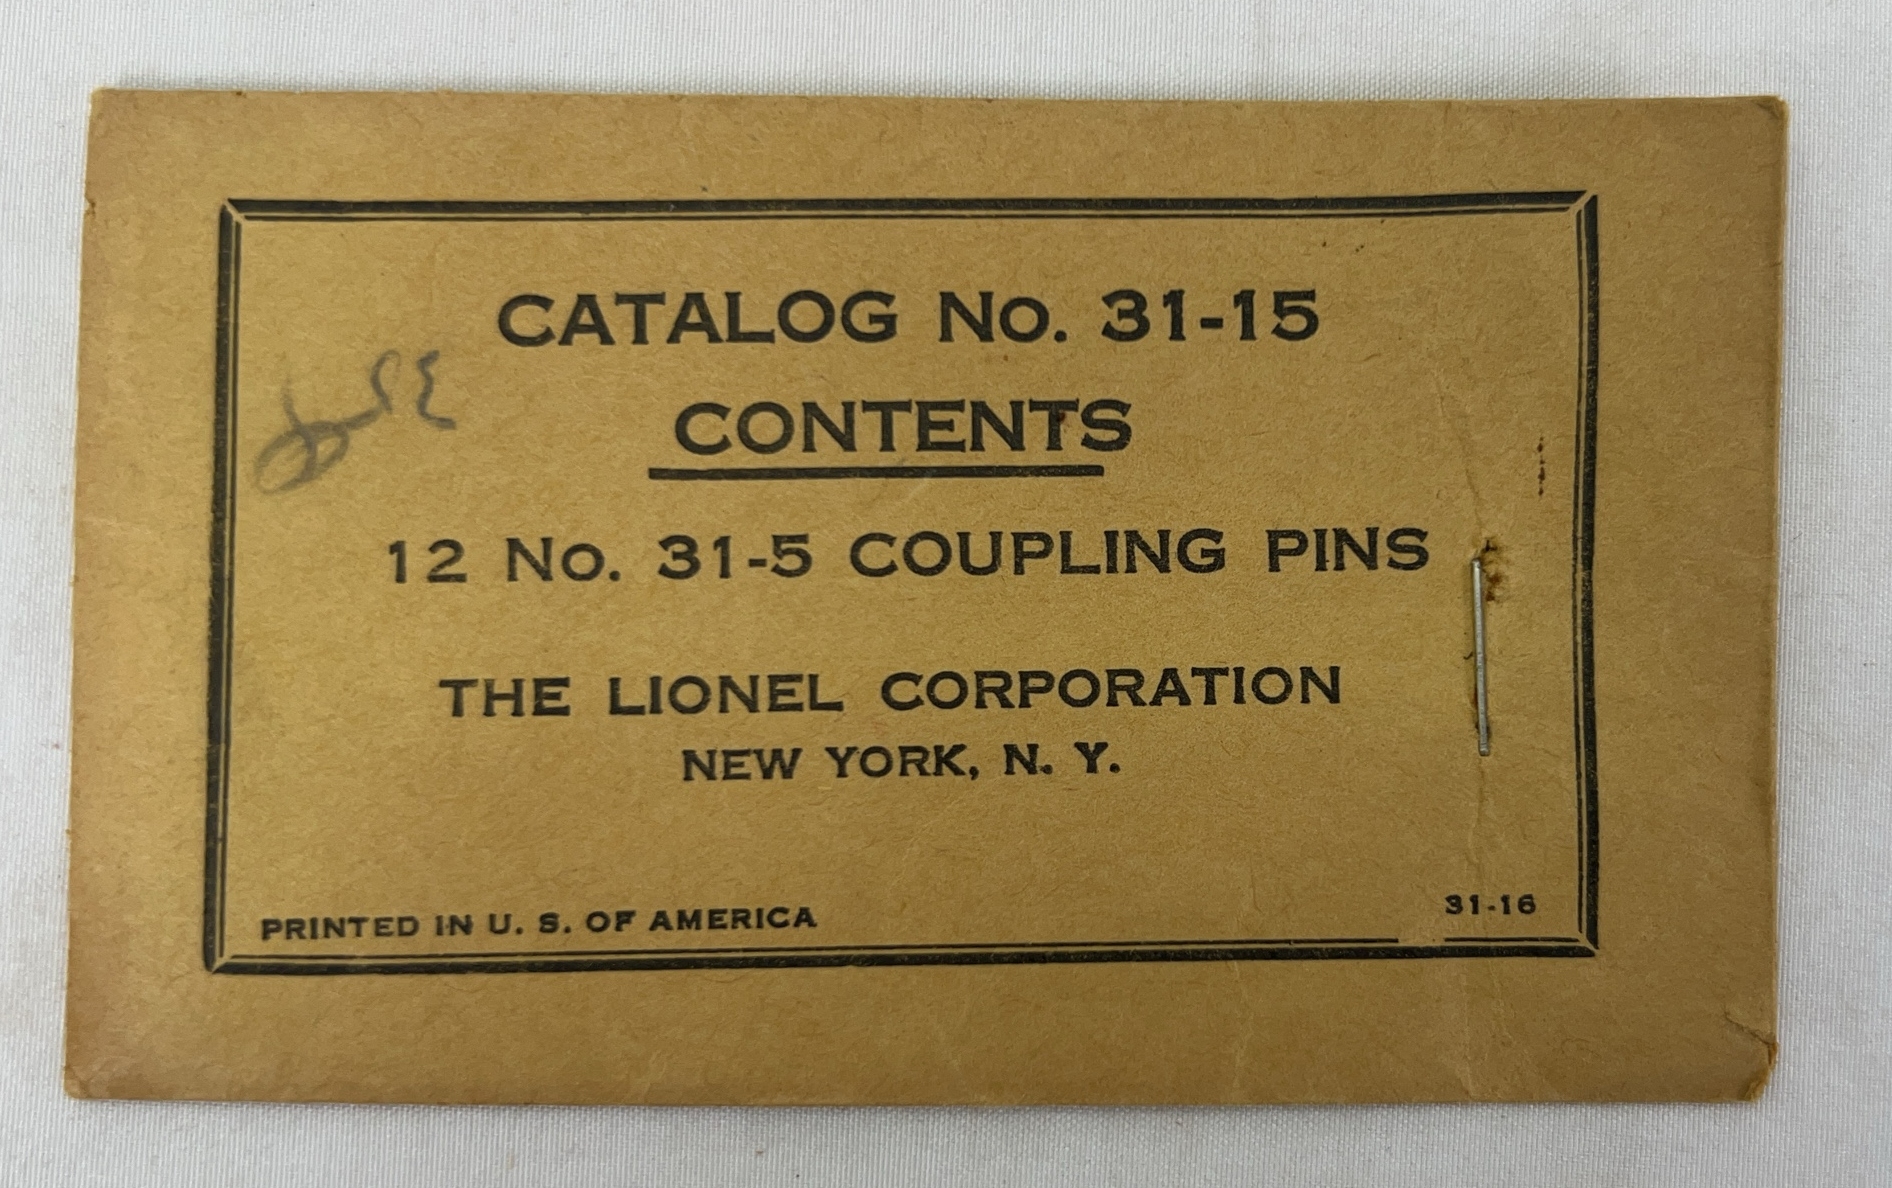 CATALOG No. 31-15
CONTENTS
12 No. 31-5 COUPLING PINS
THE LIONEL CORPORATION
NEW YORK, N. Y.
PRINTED IN U. S. OF AMERICA
31-16